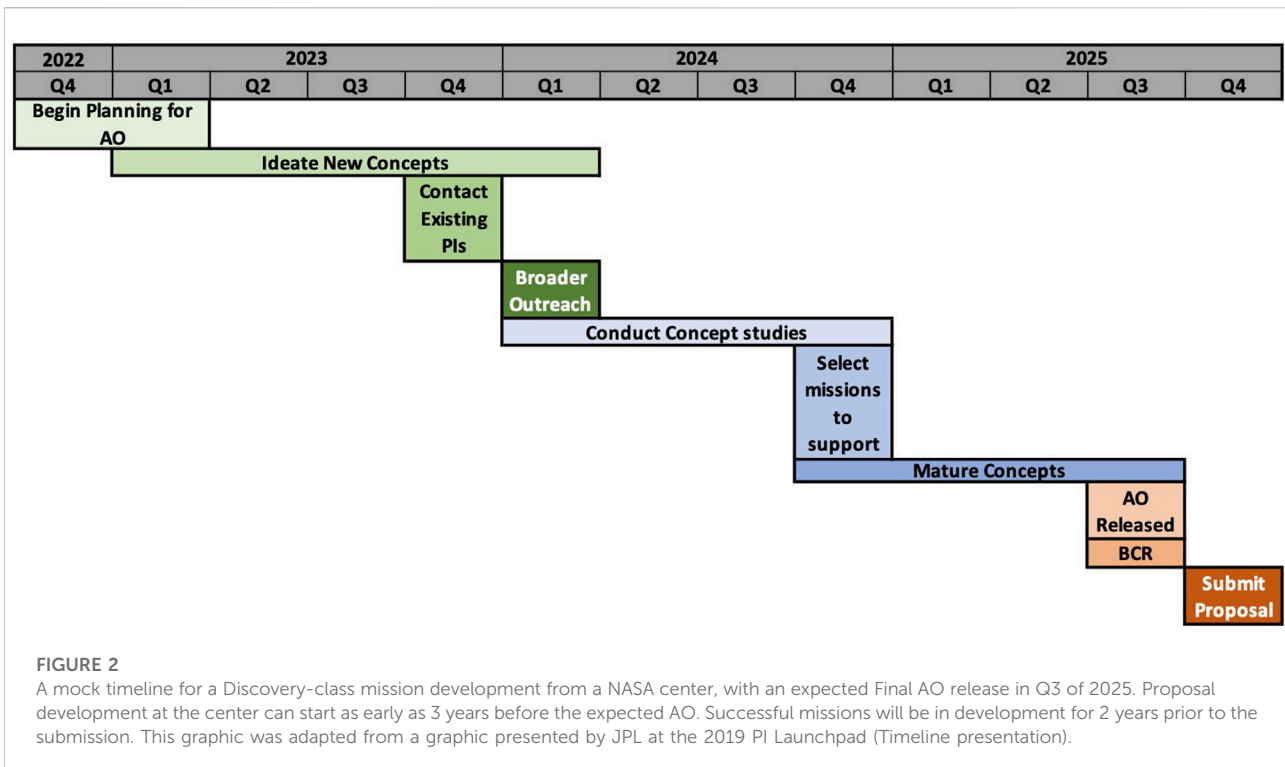 2022 2023 2024 2025
Q4 Q1 Q2 Q3 Q4 Q1 Q2 Q3 Q4 Q1 Q2 Q3 Q4
Begin Planning for
AO
Ideate New Concepts
Contact
Existing
PIs
Broader
Outreach
Conduct Concept studies
Select
missions
to
support
Mature Concepts
AO
Released
BCR
Submit
Proposal
FIGURE 2
A mock timeline for a Discovery-class mission development from a NASA center, with an expected Final AO release in Q3 of 2025. Proposal
development at the center can start as early as 3 years before the expected AO. Successful missions will be in development for 2 years prior to the
submission. This graphic was adapted from a graphic presented by JPL at the 2019 PI Launchpad (Timeline presentation).